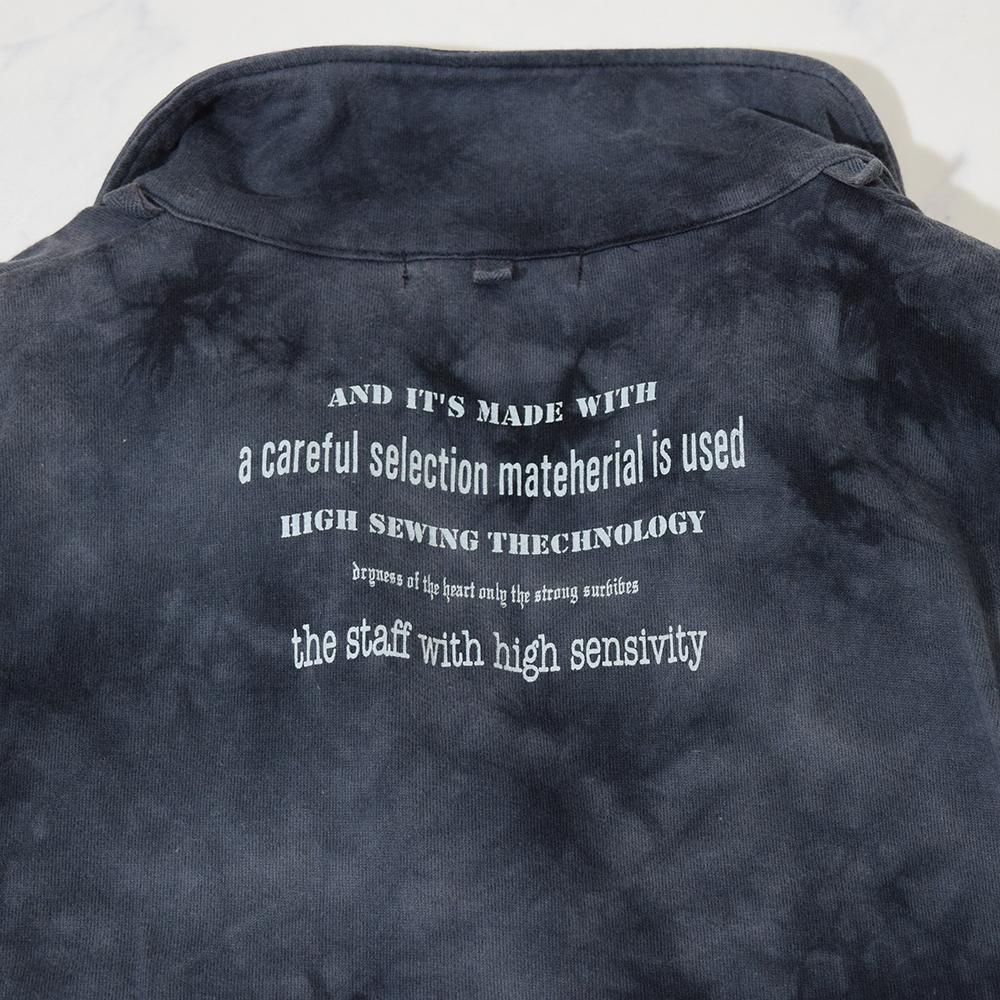 AND IT'S MADE WITH
a careful selection mateherial is used
HIGH SEWING THECHNOLOGY
dryness of the heart only the strong surbibes
the staff with high sensivity